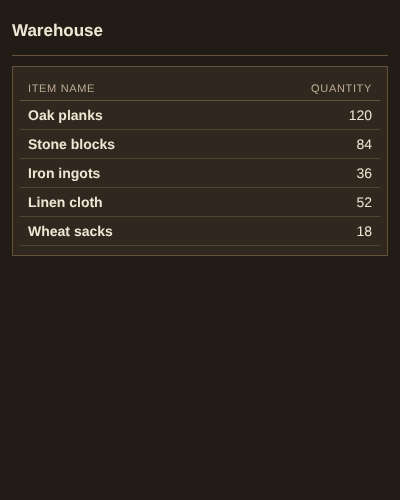 Warehouse
ITEM NAME QUANTITY
Oak planks 120
Stone blocks 84
Iron ingots 36
Linen cloth 52
Wheat sacks 18